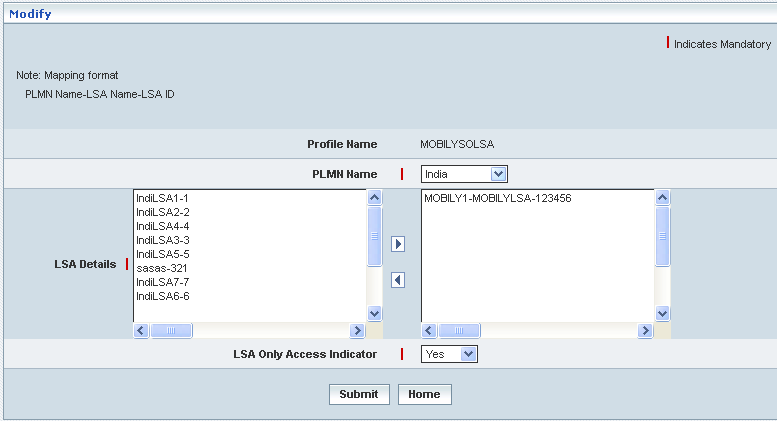 Modify
Indicates Mandatory
Note: Mapping format
PLMN Name-LSA Name-LSA ID
Profile Name MOBILYSOLSA
PLMN Name India
LSA Details
IndiLSA1-1
IndiLSA2-2
IndiLSA4-4
IndiLSA3-3
IndiLSA5-5
sasas-321
IndiLSA7-7
IndiLSA6-6
MOBILY1-MOBILYLSA-123456
LSA Only Access Indicator Yes
Submit Home